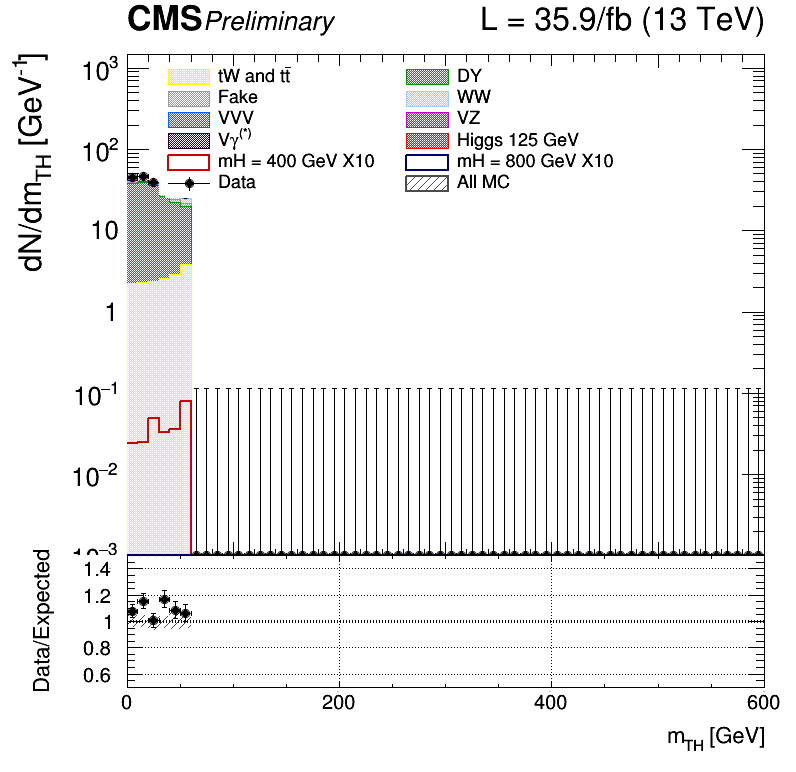 CMS Preliminary L = 35.9/fb (13 TeV)
dN/dm_TH [GeV⁻¹]
10³
10²
10
1
10⁻¹
10⁻²
10⁻³
tW and tt̄ DY
Fake WW
VVV VZ
Vγ(*) Higgs 125 GeV
mH = 400 GeV X10 mH = 800 GeV X10
Data All MC
Data/Expected
1.4
1.2
1
0.8
0.6
0 200 400 600
m_TH [GeV]